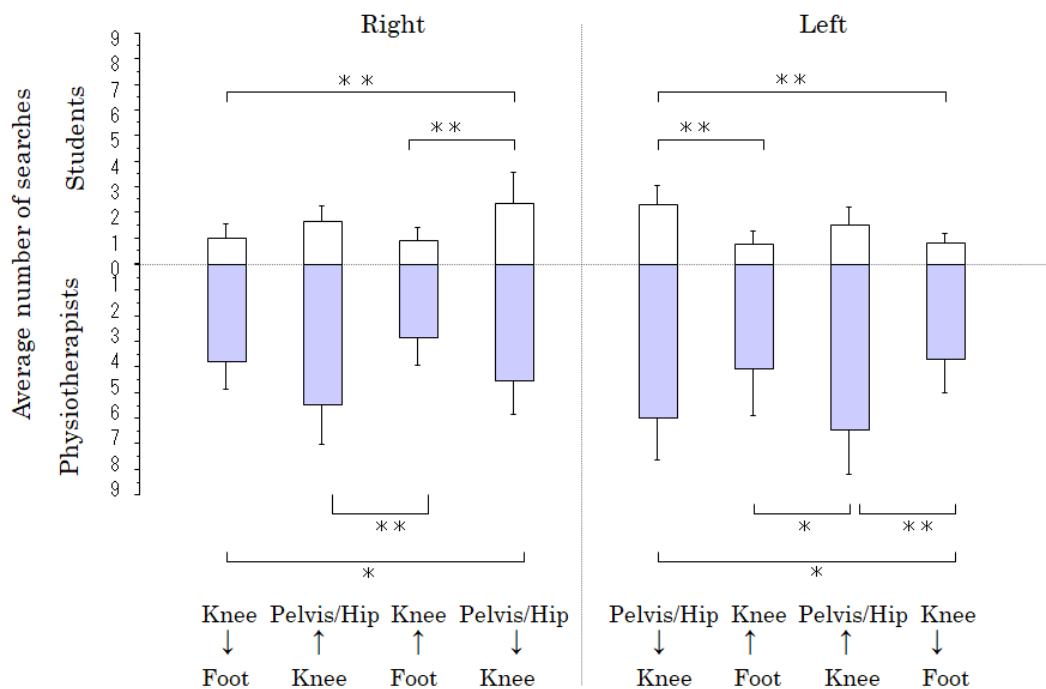 Right Left
Average number of searches
Students
Physiotherapists
9
8
7
6
5
4
3
2
1
0
1
2
3
4
5
6
7
8
9
** **
** **
** * **
* *
Knee Pelvis/Hip Knee Pelvis/Hip Pelvis/Hip Knee Pelvis/Hip Knee
↓ ↑ ↑ ↓ ↓ ↑ ↑ ↓
Foot Knee Foot Knee Knee Foot Knee Foot